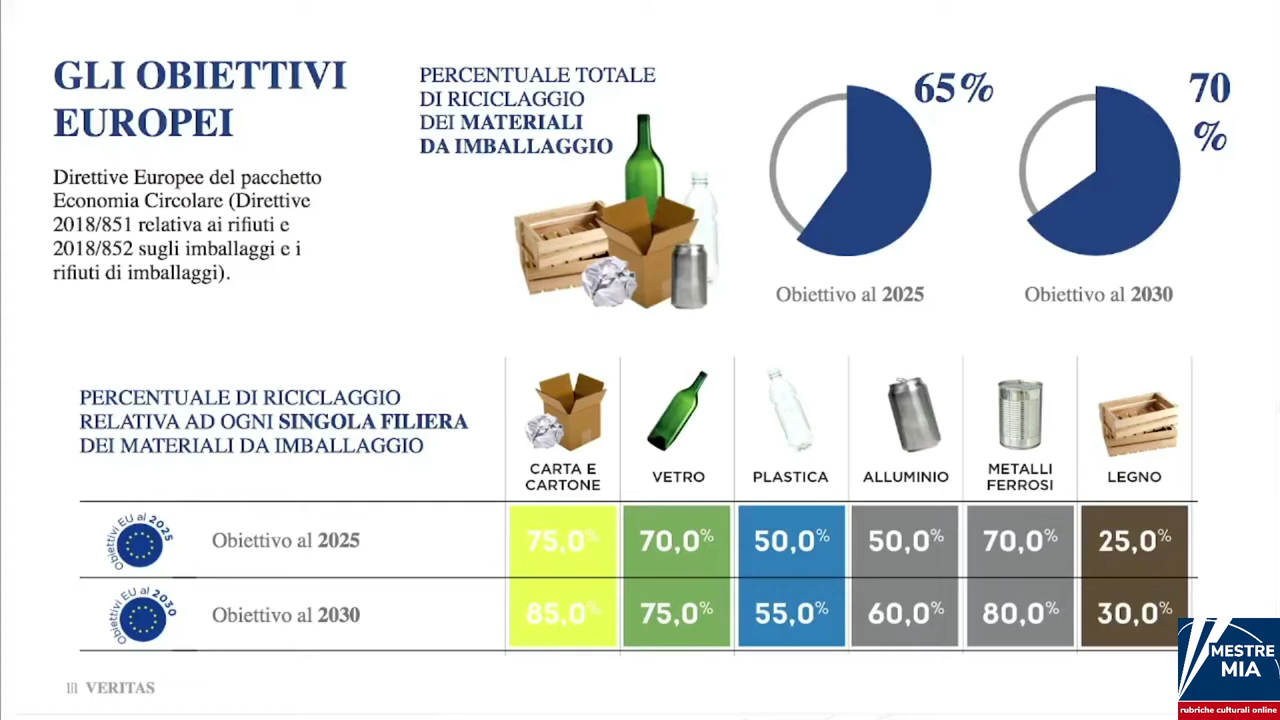 GLI OBIETTIVI
EUROPEI
Direttive Europee del pacchetto
Economia Circolare (Direttive
2018/851 relativa ai rifiuti e
2018/852 sugli imballaggi e i
rifiuti di imballaggi).
PERCENTUALE TOTALE
DI RICICLAGGIO
DEI MATERIALI
DA IMBALLAGGIO
65%
Obiettivo al 2025
70
%
Obiettivo al 2030
PERCENTUALE DI RICICLAGGIO
RELATIVA AD OGNI SINGOLA FILIERA
DEI MATERIALI DA IMBALLAGGIO
CARTA E
CARTONE
VETRO
PLASTICA
ALLUMINIO
METALLI
FERROSI
LEGNO
Obiettivi EU al 2025
Obiettivo al 2025
75,0% 70,0% 50,0% 50,0% 70,0% 25,0%
Obiettivi EU al 2030
Obiettivo al 2030
85,0% 75,0% 55,0% 60,0% 80,0% 30,0%
VERITAS
MESTRE
MIA
rubriche culturali online